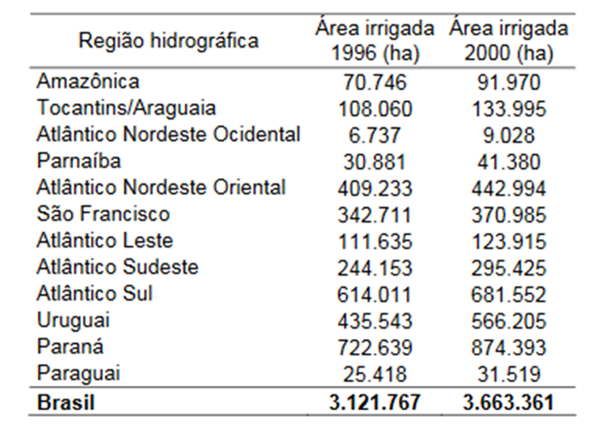 Região hidrográfica Área irrigada 1996 (ha) Área irrigada 2000 (ha)
Amazônica 70.746 91.970
Tocantins/Araguaia 108.060 133.995
Atlântico Nordeste Ocidental 6.737 9.028
Parnaíba 30.881 41.380
Atlântico Nordeste Oriental 409.233 442.994
São Francisco 342.711 370.985
Atlântico Leste 111.635 123.915
Atlântico Sudeste 244.153 295.425
Atlântico Sul 614.011 681.552
Uruguai 435.543 566.205
Paraná 722.639 874.393
Paraguai 25.418 31.519
Brasil 3.121.767 3.663.361